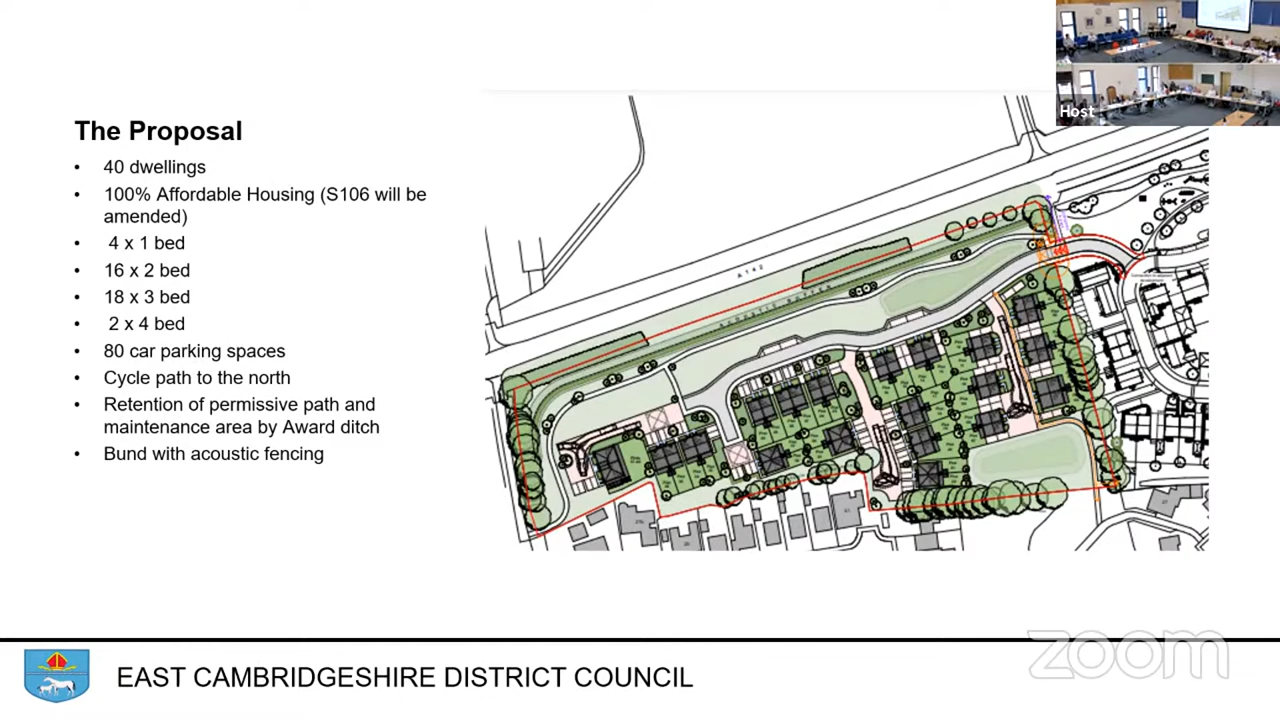 Host
The Proposal
• 40 dwellings
• 100% Affordable Housing (S106 will be
amended)
• 4 x 1 bed
• 16 x 2 bed
• 18 x 3 bed
• 2 x 4 bed
• 80 car parking spaces
• Cycle path to the north
• Retention of permissive path and
maintenance area by Award ditch
• Bund with acoustic fencing
A142
zoom
EAST CAMBRIDGESHIRE DISTRICT COUNCIL